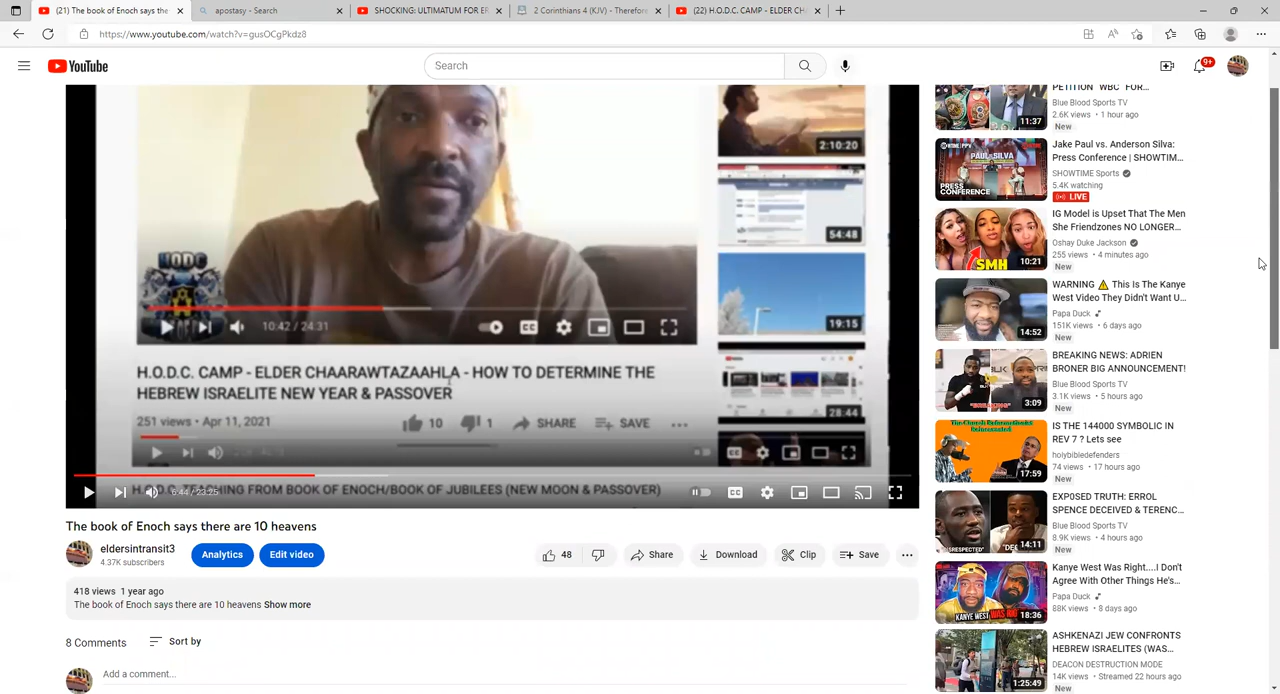 (21) The book of Enoch says the
apostasy - Search
SHOCKING: ULTIMATUM FOR ER
2 Corinthians 4 (KJV) - Therefore
(22) H.O.D.C. CAMP - ELDER CHA
https://www.youtube.com/watch?v=gusOCgPkdz8
YouTube
Search
9+
2:10:20
54:48
19:15
28:44
HODC
10:42 / 24:31
H.O.D.C. CAMP - ELDER CHARAWTAZAAHLA - HOW TO DETERMINE THE
HEBREW ISRAELITE NEW YEAR & PASSOVER
251 views • Apr 11, 2021
10
1
SHARE
SAVE
6:44 / 23:25
FROM BOOK OF ENOCH/BOOK OF JUBILEES (NEW MOON & PASSOVER)
The book of Enoch says there are 10 heavens
eldersintransit3
4.37K subscribers
Analytics
Edit video
48
Share
Download
Clip
Save
418 views 1 year ago
The book of Enoch says there are 10 heavens Show more
8 Comments
Sort by
Add a comment...
PETITION "WBC" FOR...
Blue Blood Sports TV
2.6K views • 1 hour ago
New
11:37
Jake Paul vs. Anderson Silva:
Press Conference | SHOWTIM...
SHOWTIME Sports
5.4K watching
LIVE
PAUL SILVA
PRESS
CONFERENCE
IG Model is Upset That The Men
She Friendzones NO LONGER...
Oshay Duke Jackson
255 views • 4 minutes ago
New
SMH
10:21
WARNING ⚠ This Is The Kanye
West Video They Didn't Want U...
Papa Duck
151K views • 6 days ago
New
14:52
BREAKING NEWS: ADRIEN
BRONER BIG ANNOUNCEMENT!
Blue Blood Sports TV
3.1K views • 5 hours ago
New
3:09
IS THE 144000 SYMBOLIC IN
REV 7 ? Lets see
holybibledefenders
74 views • 17 hours ago
New
17:59
EXP0SED TRUTH: ERROL
SPENCE DECEIVED & TERENC...
Blue Blood Sports TV
8.9K views • 4 hours ago
New
14:11
Kanye West Was Right....I Don't
Agree With Other Things He's...
Papa Duck
88K views • 8 days ago
KANYE WEST WAS RIGHT
18:36
ASHKENAZI JEW CONFRONTS
HEBREW ISRAELITES (WAS...
DEACON DESTRUCTION MODE
14K views • Streamed 22 hours ago
New
1:25:49